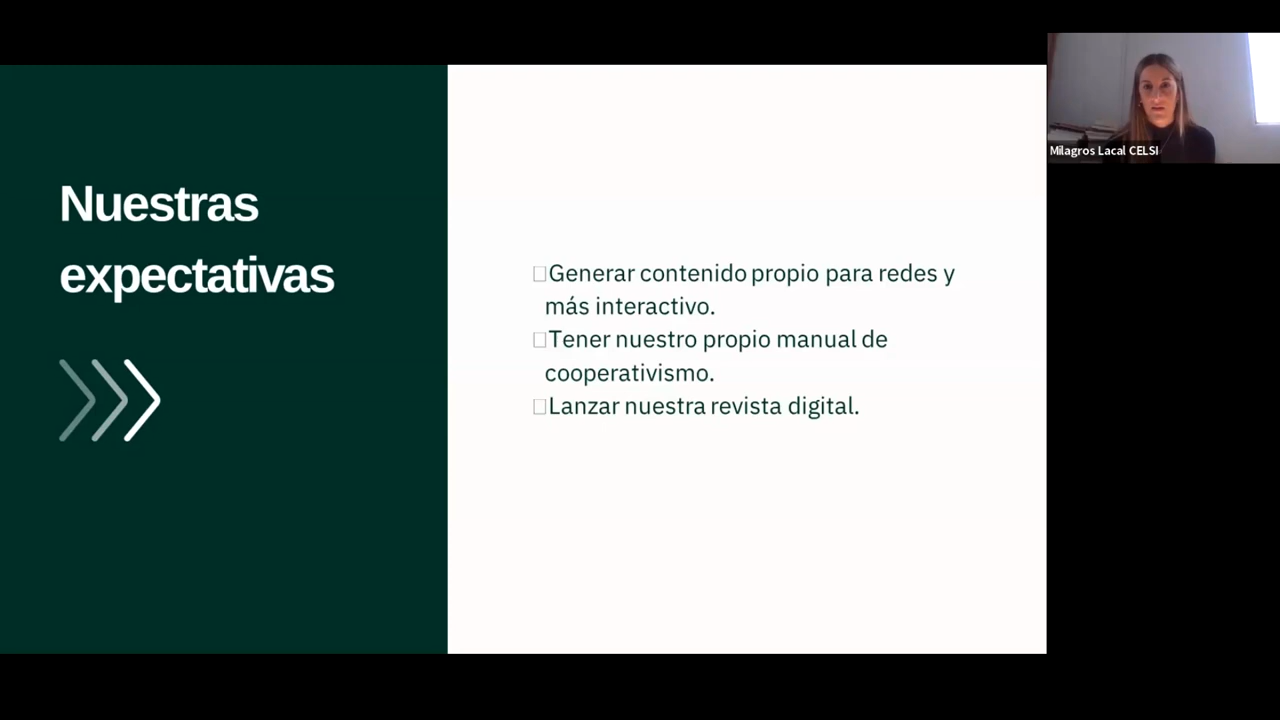 Nuestras
expectativas
□Generar contenido propio para redes y
más interactivo.
□Tener nuestro propio manual de
cooperativismo.
□Lanzar nuestra revista digital.
Milagros Lacal CELSI